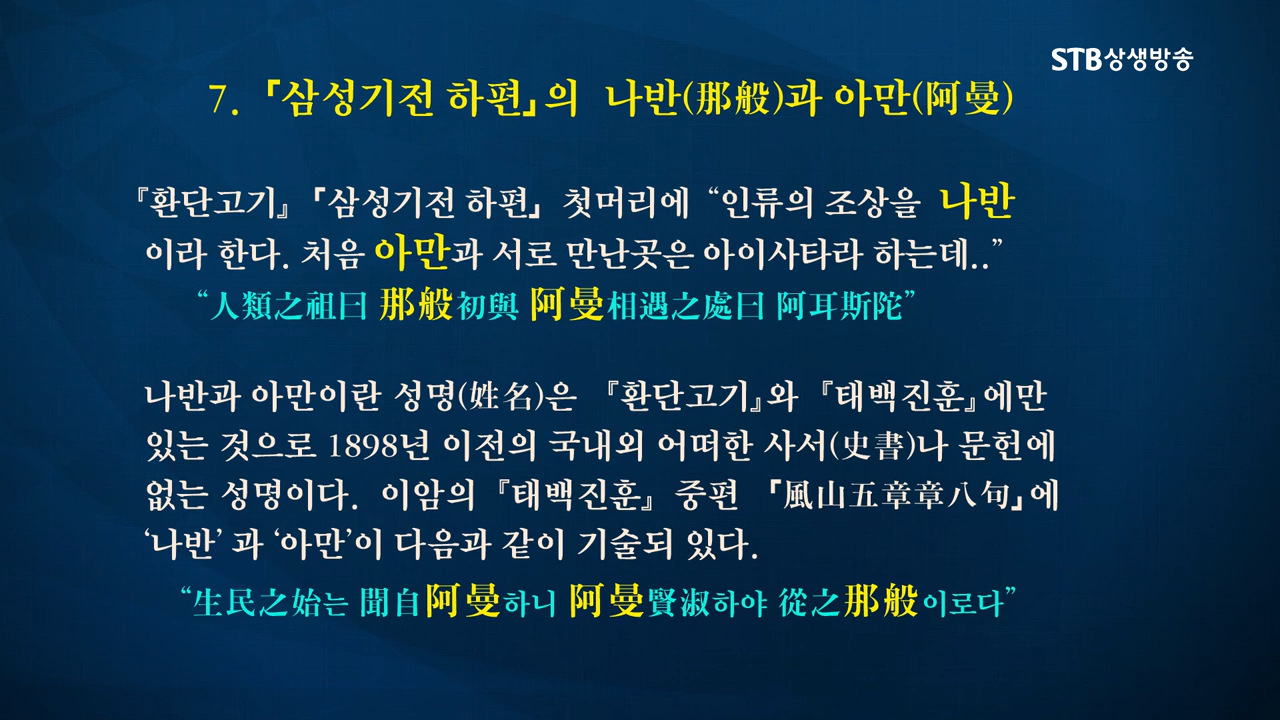 STB상생방송
7. 「삼성기전 하편」의 나반(那般)과 아만(阿曼)
『환단고기』 「삼성기전 하편」 첫머리에 “인류의 조상을 나반
이라 한다. 처음 아만과 서로 만난곳은 아이사타라 하는데..”
“人類之祖曰 那般初與 阿曼相遇之處曰 阿耳斯陀”
나반과 아만이란 성명(姓名)은 『환단고기』와 『태백진훈』에만
있는 것으로 1898년 이전의 국내외 어떠한 사서(史書)나 문헌에
없는 성명이다. 이암의 『태백진훈』 중편 「風山五章章八句」에
‘나반’ 과 ‘아만’이 다음과 같이 기술되 있다.
“生民之始는 聞自阿曼하니 阿曼賢淑하야 從之那般이로다”